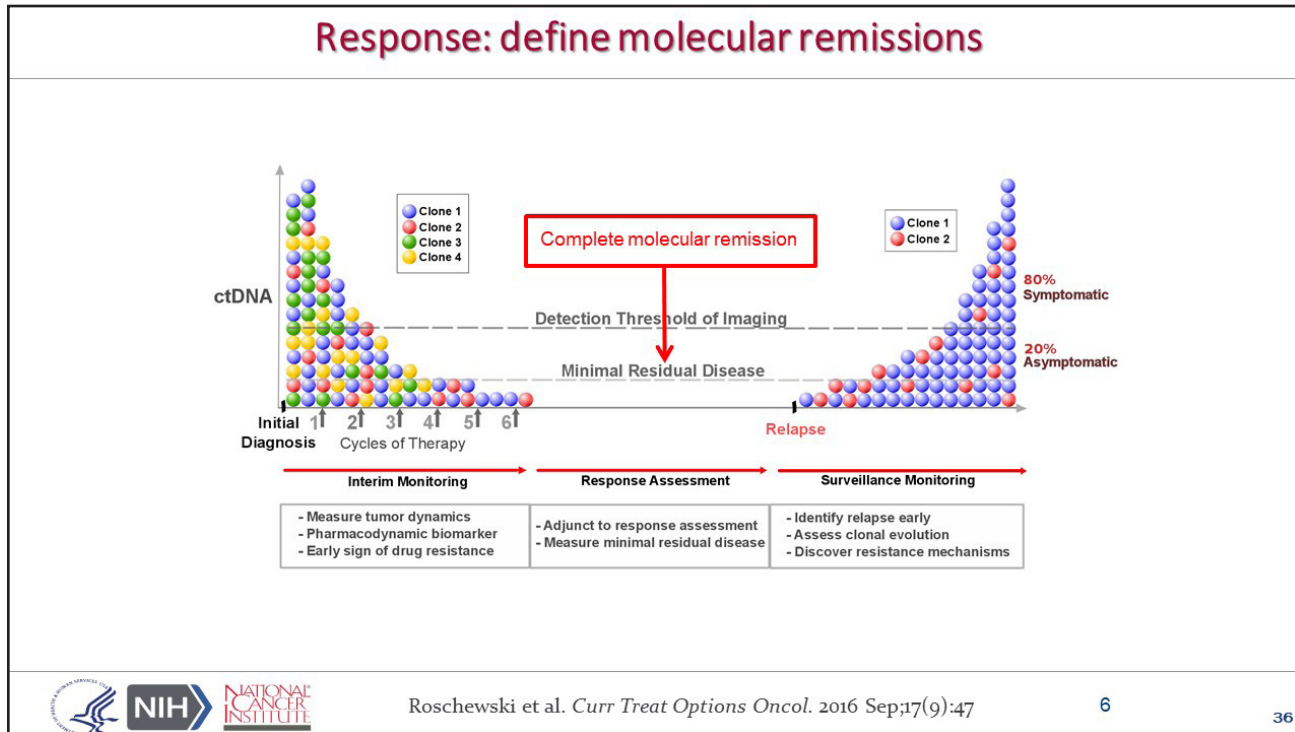 Response: define molecular remissions
Clone 1
Clone 2
Clone 3
Clone 4
Complete molecular remission
Clone 1
Clone 2
ctDNA
80%
Symptomatic
Detection Threshold of Imaging
20%
Asymptomatic
Minimal Residual Disease
Initial
Diagnosis
1 2 3 4 5 6
Cycles of Therapy
Relapse
Interim Monitoring
Response Assessment
Surveillance Monitoring
- Measure tumor dynamics
- Pharmacodynamic biomarker
- Early sign of drug resistance
- Adjunct to response assessment
- Measure minimal residual disease
- Identify relapse early
- Assess clonal evolution
- Discover resistance mechanisms
NIH
NATIONAL
CANCER
INSTITUTE
Roschewski et al. Curr Treat Options Oncol. 2016 Sep;17(9):47
6
36